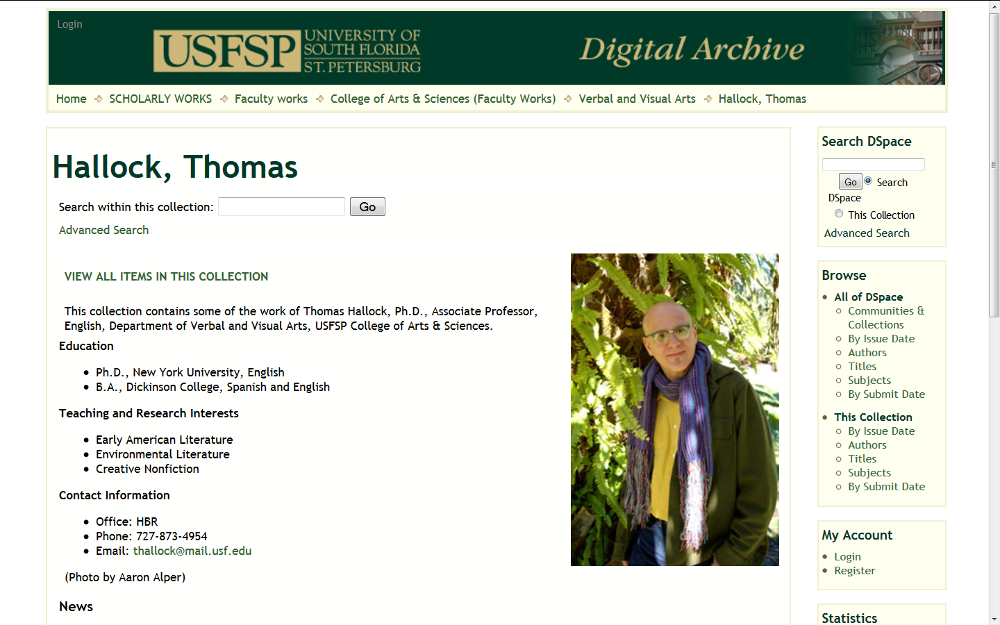 Login
USFSP
UNIVERSITY OF
SOUTH FLORIDA
ST. PETERSBURG
Digital Archive
Home SCHOLARLY WORKS Faculty works College of Arts & Sciences (Faculty Works) Verbal and Visual Arts Hallock, Thomas
Hallock, Thomas
Search within this collection: Go
Advanced Search
VIEW ALL ITEMS IN THIS COLLECTION
This collection contains some of the work of Thomas Hallock, Ph.D., Associate Professor,
English, Department of Verbal and Visual Arts, USFSP College of Arts & Sciences.
Education
Ph.D., New York University, English
B.A., Dickinson College, Spanish and English
Teaching and Research Interests
Early American Literature
Environmental Literature
Creative Nonfiction
Contact Information
Office: HBR
Phone: 727-873-4954
Email: thallock@mail.usf.edu
(Photo by Aaron Alper)
News
Search DSpace
Go Search
DSpace
This Collection
Advanced Search
Browse
All of DSpace
Communities &
Collections
By Issue Date
Authors
Titles
Subjects
By Submit Date
This Collection
By Issue Date
Authors
Titles
Subjects
By Submit Date
My Account
Login
Register
Statistics